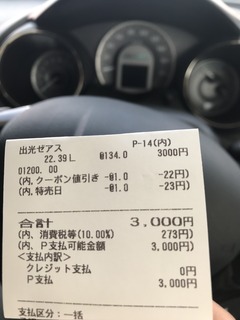 出光ゼアス P-14(内)
22.39L @134.0 3000円
01200.00
(内,クーポン値引き -@1.0 -22円)
(内,特売日 -@1.0 -23円)
合計 3,000円
(内、消費税等(10.00%) 273円)
(内、P支払可能金額 3,000円)
<支払内訳>
クレジット支払 0円
P支払 3,000円
支払区分:一括